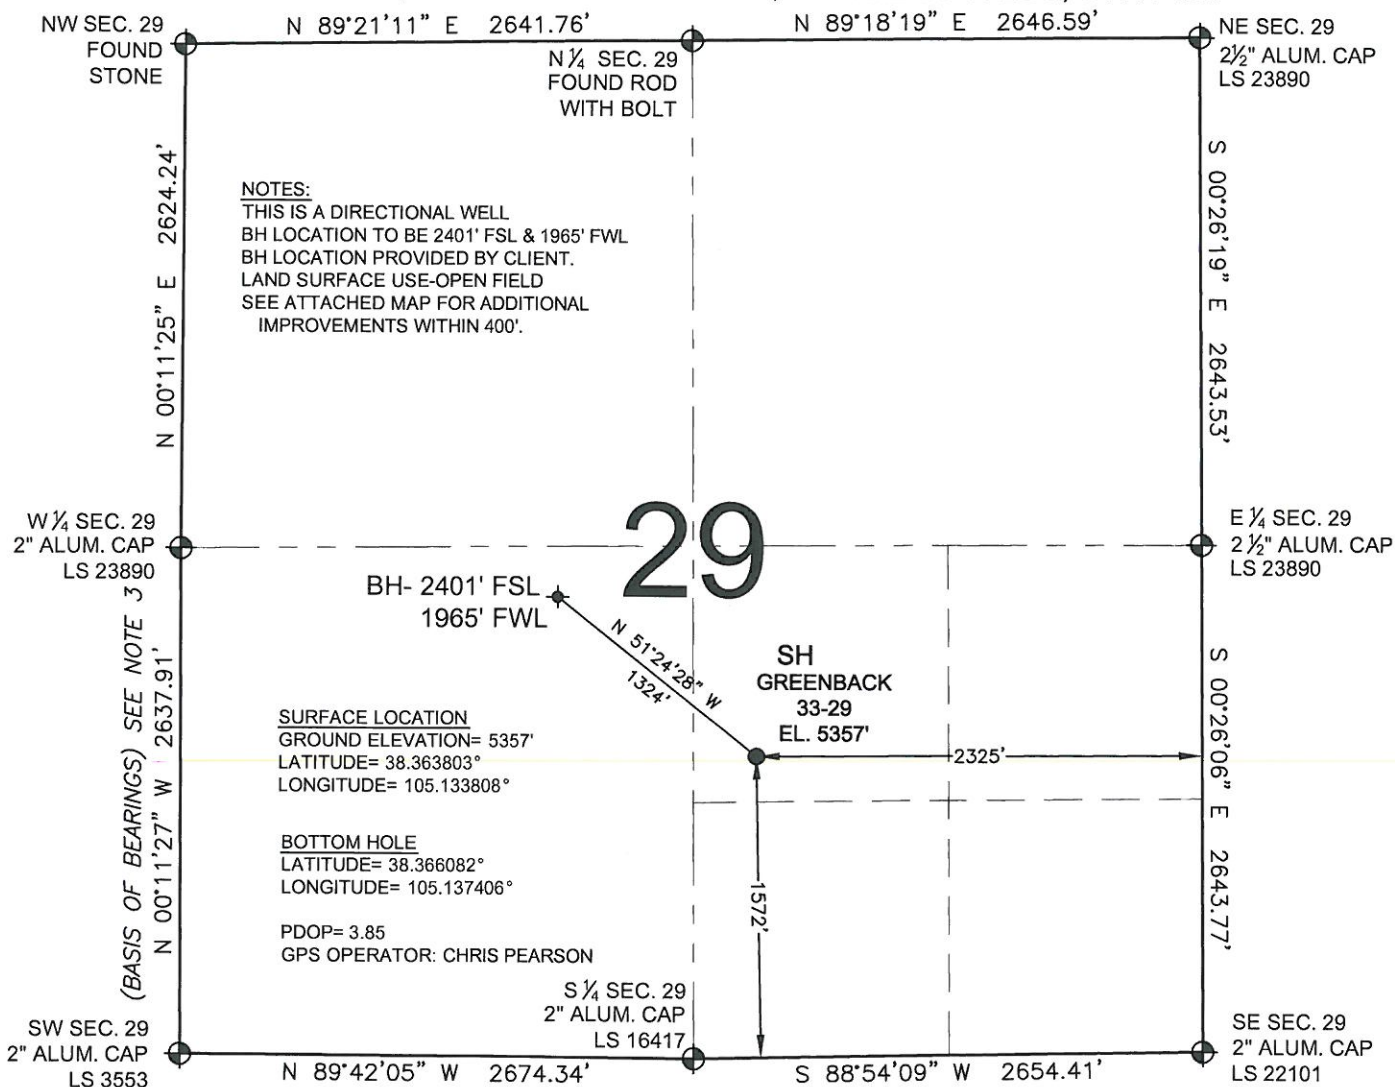 N 89°21'11" E 2641.76'
N 89°18'19" E 2646.59'
NW SEC. 29
FOUND
STONE
N ¼ SEC. 29
FOUND ROD
WITH BOLT
NE SEC. 29
2½" ALUM. CAP
LS 23890
N 00°11'25" E 2624.24'
NOTES:
THIS IS A DIRECTIONAL WELL
BH LOCATION TO BE 2401' FSL & 1965' FWL
BH LOCATION PROVIDED BY CLIENT.
LAND SURFACE USE-OPEN FIELD
SEE ATTACHED MAP FOR ADDITIONAL
IMPROVEMENTS WITHIN 400'.
S 00°26'19" E 2643.53'
W ¼ SEC. 29
2" ALUM. CAP
LS 23890
29
E ¼ SEC. 29
2 ½" ALUM. CAP
LS 23890
BH- 2401' FSL
1965' FWL
N 51°24'28" W
1324'
SH
GREENBACK
33-29
EL. 5357'
2325'
1572'
(BASIS OF BEARINGS) SEE NOTE 3
N 00°11'27" W 2637.91'
SURFACE LOCATION
GROUND ELEVATION= 5357'
LATITUDE= 38.363803°
LONGITUDE= 105.133808°
BOTTOM HOLE
LATITUDE= 38.366082°
LONGITUDE= 105.137406°
PDOP= 3.85
GPS OPERATOR: CHRIS PEARSON
S 00°26'06" E 2643.77'
SW SEC. 29
2" ALUM. CAP
LS 3553
S ¼ SEC. 29
2" ALUM. CAP
LS 16417
SE SEC. 29
2" ALUM. CAP
LS 22101
N 89°42'05" W 2674.34'
S 88°54'09" W 2654.41'